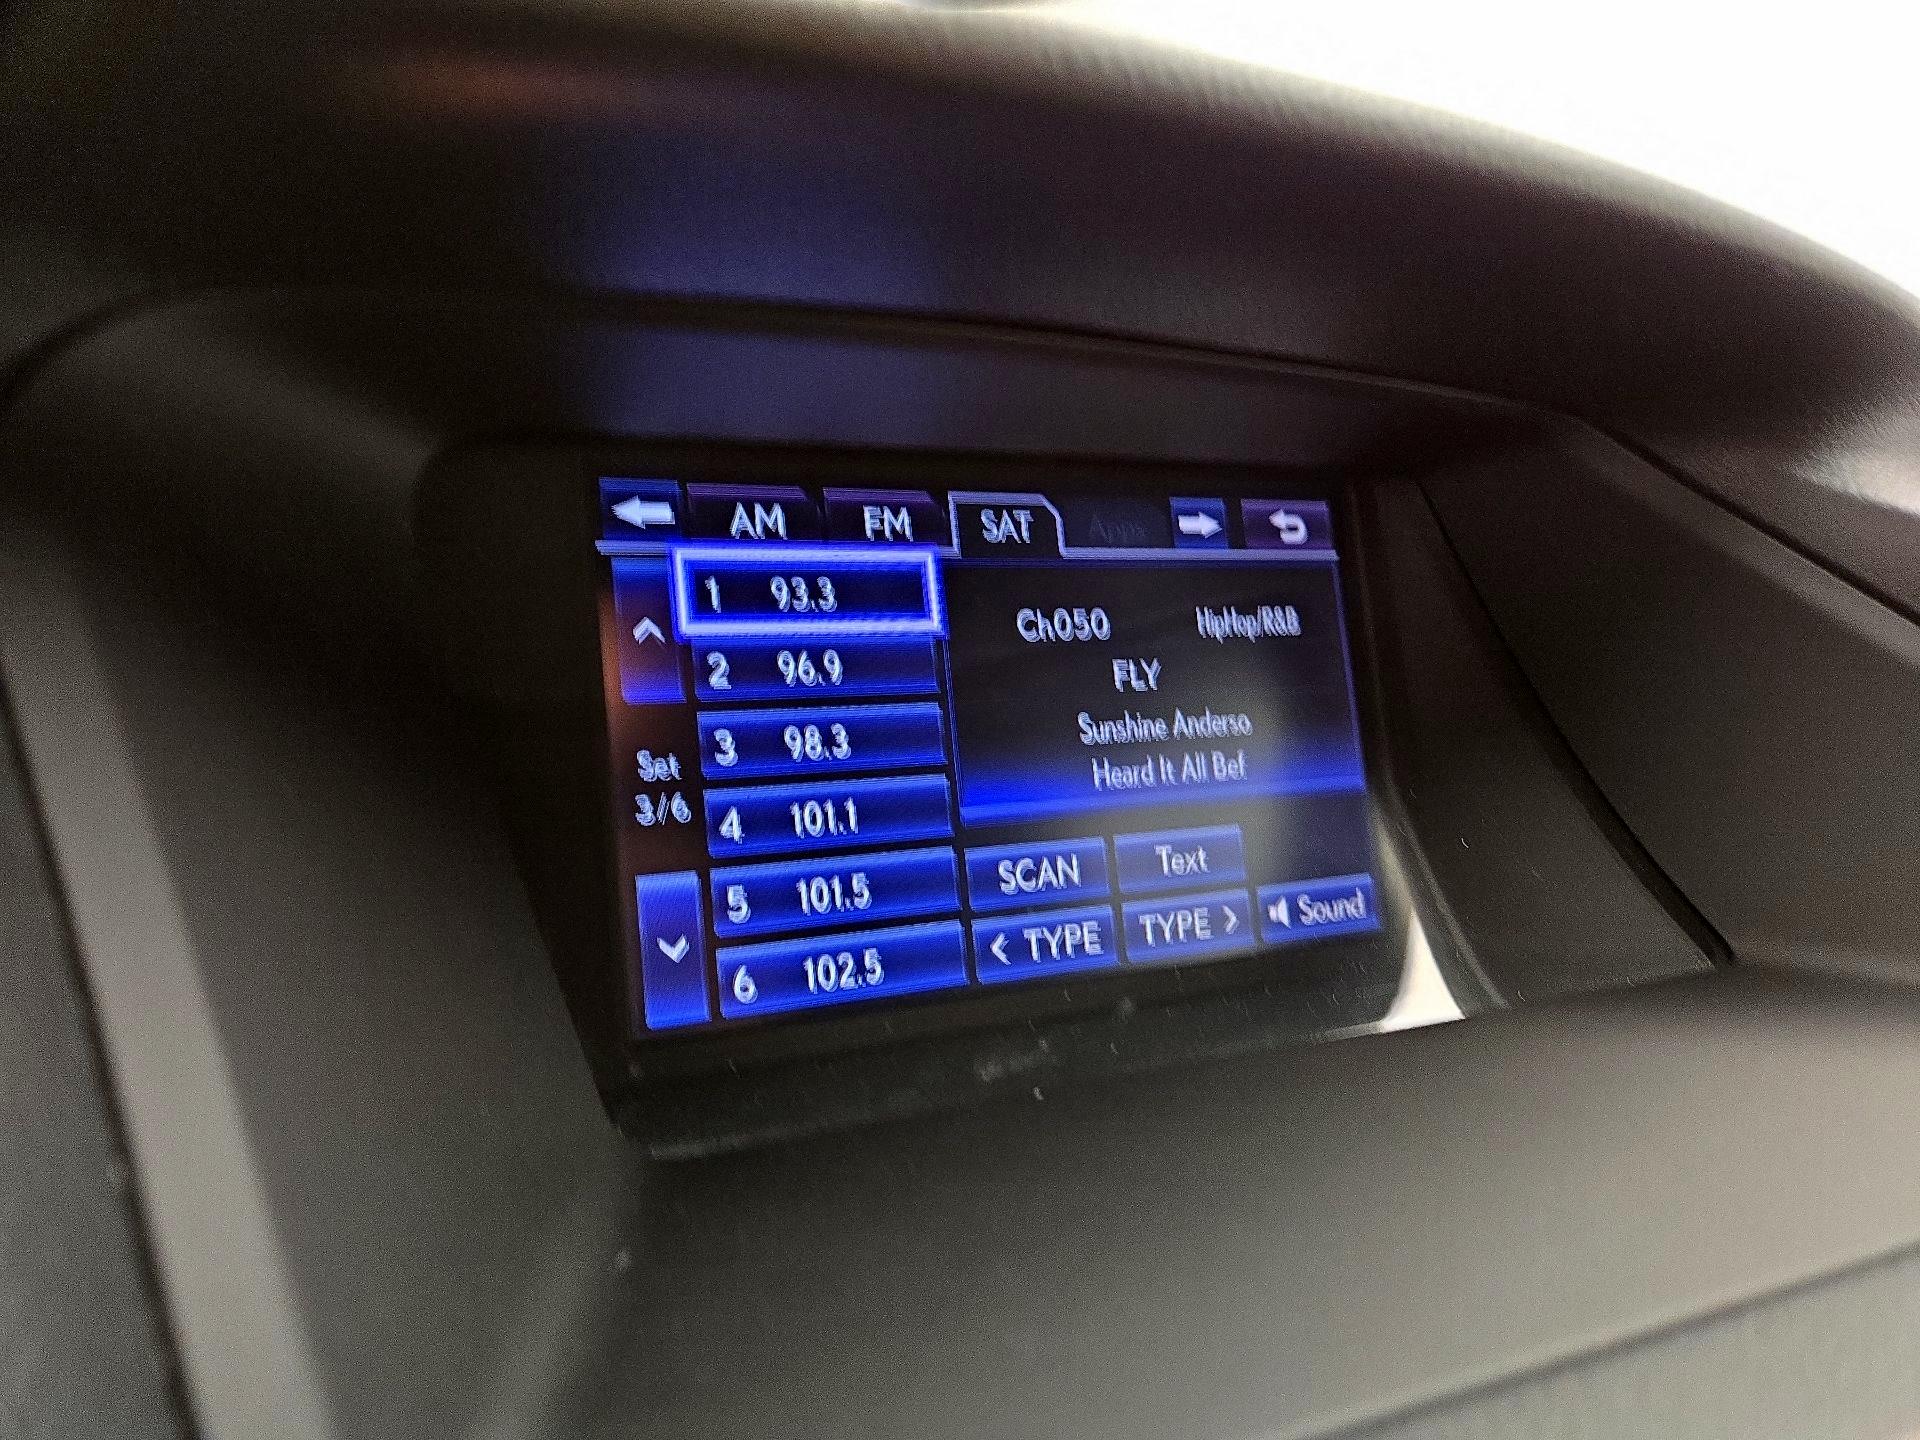 AM FM SAT Apps
1 93.3
2 96.9
3 98.3
4 101.1
5 101.5
6 102.5
Set
3/6
Ch050 HipHop/R&B
FLY
Sunshine Anderso
Heard It All Bef
SCAN Text
< TYPE TYPE > Sound